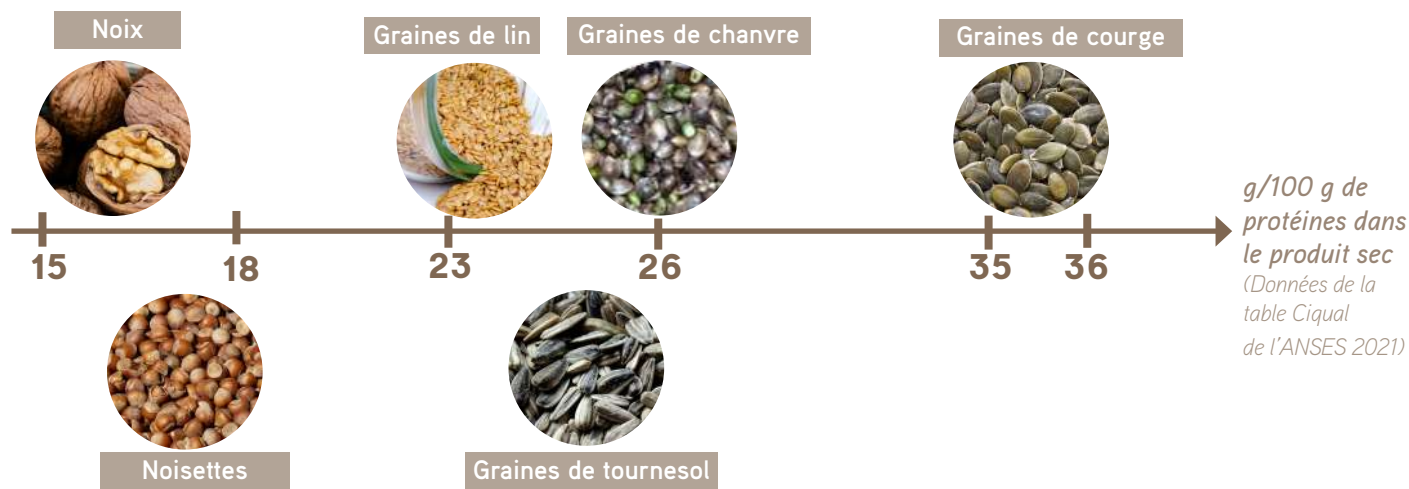 Noix
Graines de lin
Graines de chanvre
Graines de courge
15
18
23
26
35
36
g/100 g de
protéines dans
le produit sec
(Données de la
table Ciqual
de l'ANSES 2021)
Noisettes
Graines de tournesol